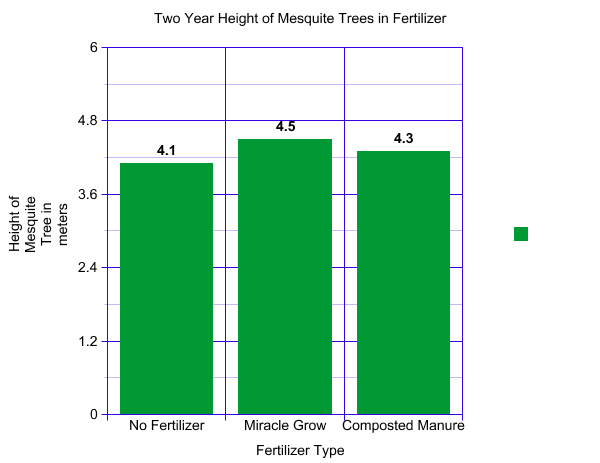 Two Year Height of Mesquite Trees in Fertilizer
6
4.8
3.6
2.4
1.2
0
Height of
Mesquite
Tree in
meters
4.1
4.5
4.3
No Fertilizer
Miracle Grow
Composted Manure
Fertilizer Type